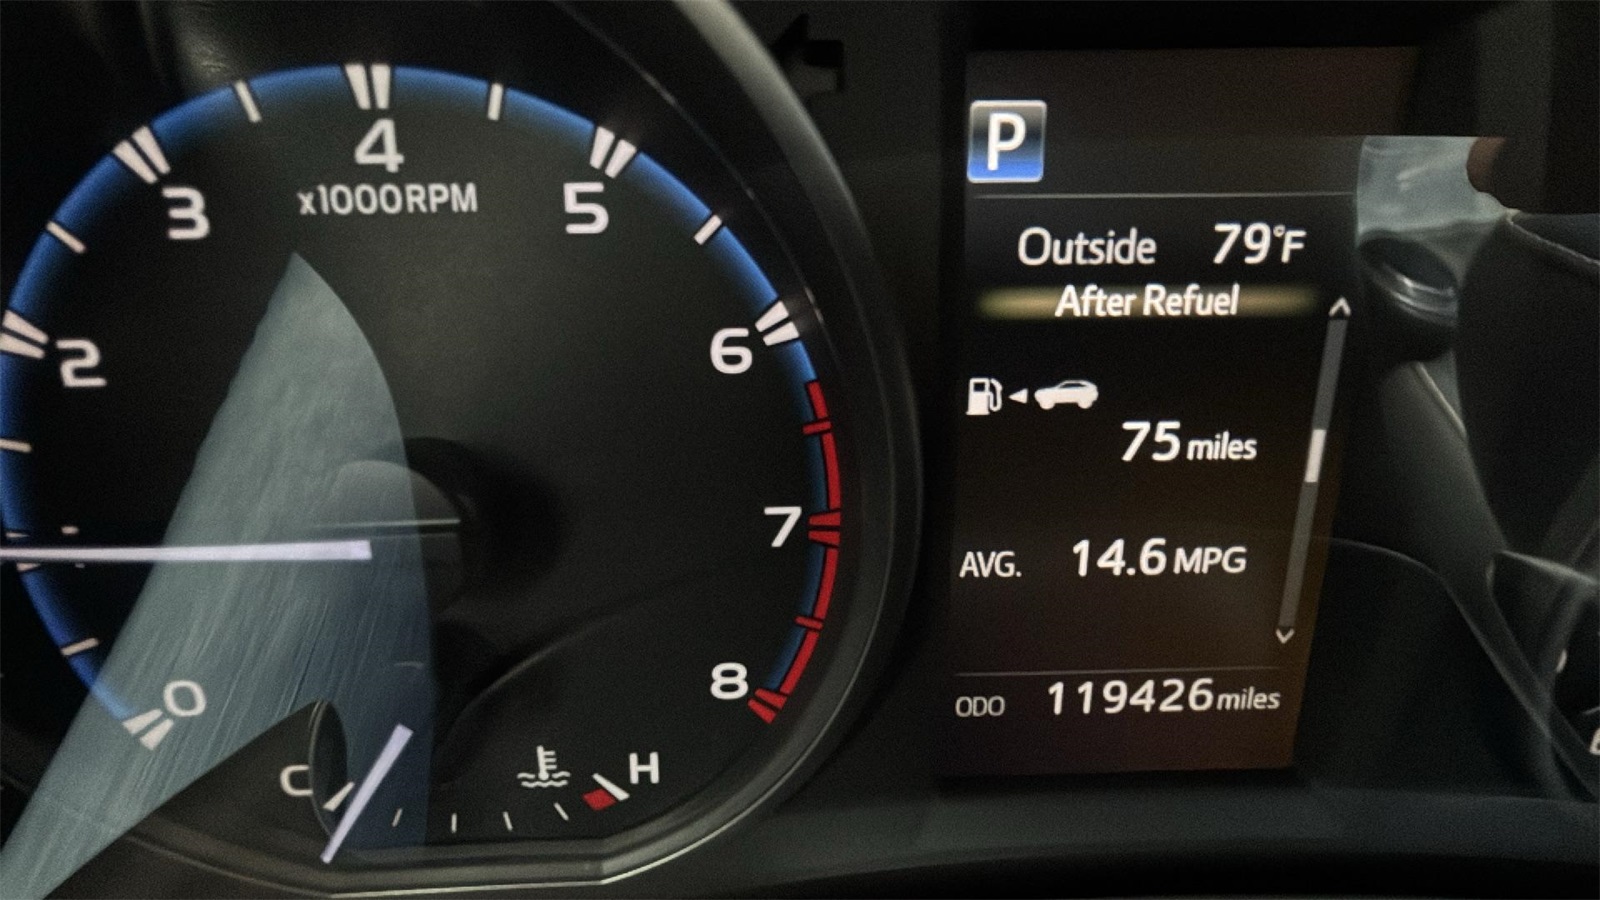 4
x1000RPM
3
5
2
6
7
0
8
C
H
P
Outside 79°F
After Refuel
75 miles
AVG. 14.6 MPG
ODO 119426 miles